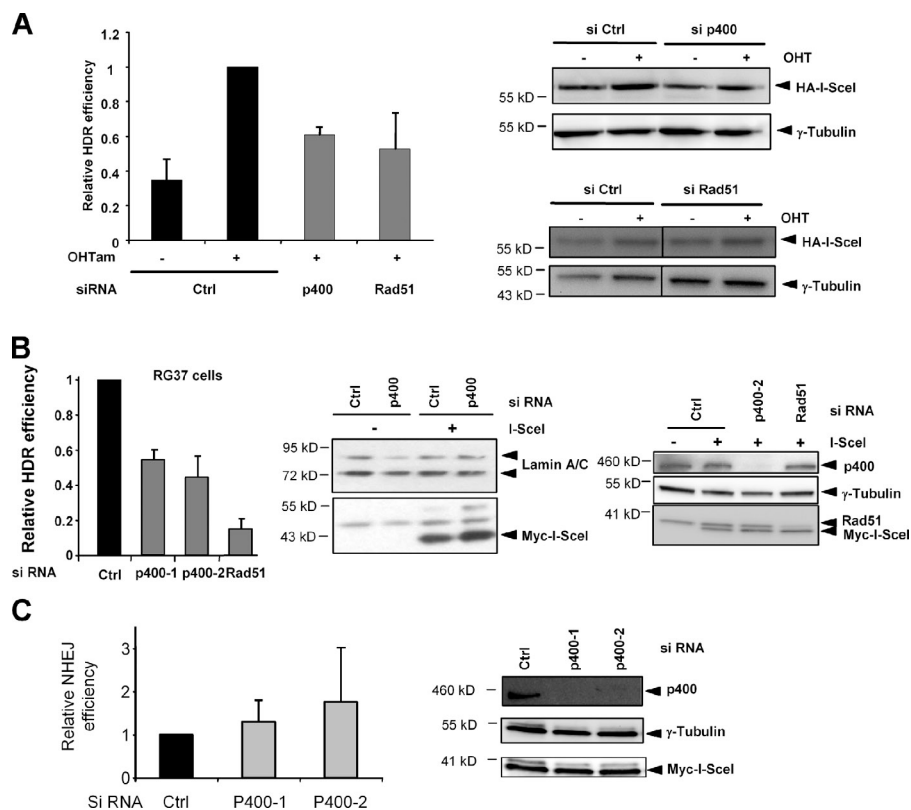 A
Relative HDR efficiency
1.2
1
0.8
0.6
0.4
0.2
0
OHTam - + + +
siRNA Ctrl p400 Rad51
si Ctrl si p400
- + - + OHT
55 kD HA-I-SceI
55 kD γ-Tubulin
si Ctrl si Rad51
- + - + OHT
55 kD HA-I-SceI
55 kD
43 kD γ-Tubulin
B
Relative HDR efficiency
RG37 cells
1
0.8
0.6
0.4
0.2
0
si RNA Ctrl p400-1 p400-2 Rad51
Ctrl p400 Ctrl p400 si RNA
- + I-SceI
95 kD
72 kD
Lamin A/C
55 kD
43 kD Myc-I-SceI
Ctrl p400-2 Rad51 si RNA
- + + + I-SceI
460 kD p400
55 kD γ-Tubulin
41 kD Rad51
Myc-I-SceI
C
Relative NHEJ
efficiency
3
2
1
0
Si RNA Ctrl P400-1 P400-2
Ctrl p400-1 p400-2 si RNA
460 kD p400
55 kD γ-Tubulin
41 kD Myc-I-SceI